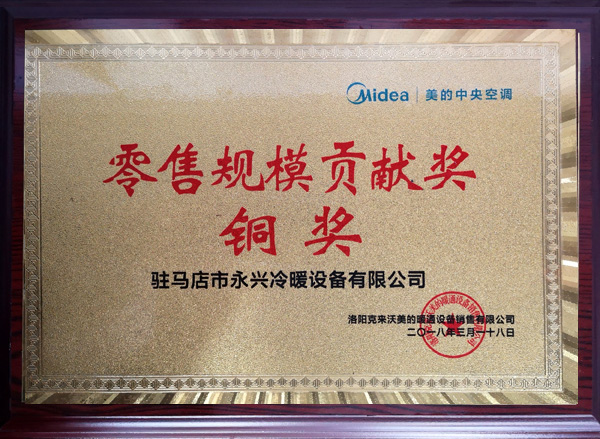 Midea 美的中央空调
零售规模贡献奖
铜奖
驻马店市永兴冷暖设备有限公司
洛阳克来沃美的暖通设备销售有限公司
二〇一八年三月一十八日